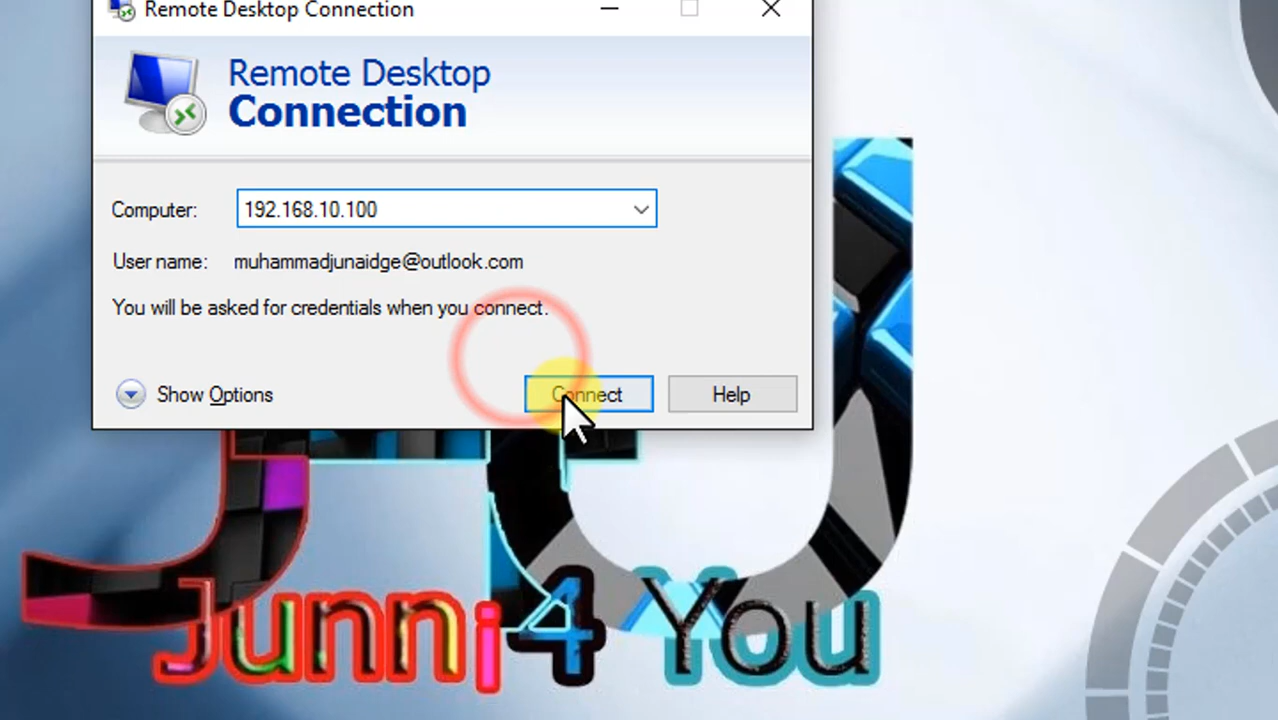 Remote Desktop Connection
Remote Desktop
Connection
Computer: 192.168.10.100
User name: muhammadjunaidge@outlook.com
You will be asked for credentials when you connect.
Show Options Connect Help
Junni 4 You